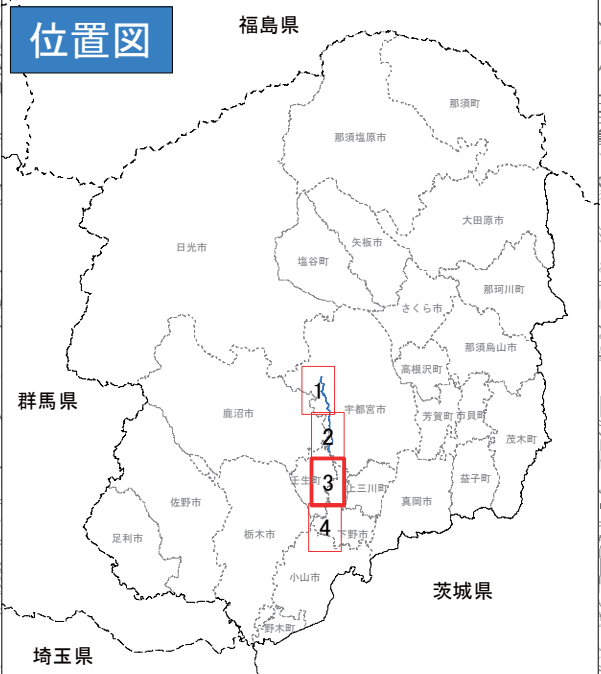 位置図
福島県
那須町
那須塩原市
大田原市
矢板市
日光市
塩谷町
那珂川町
さくら市
那須烏山市
高根沢町
1
群馬県
鹿沼市
宇都宮市
芳賀町
市貝町
茂木町
2
壬生町
3
上三川町
益子町
真岡市
佐野市
4
下野市
足利市
栃木市
小山市
茨城県
野木町
埼玉県